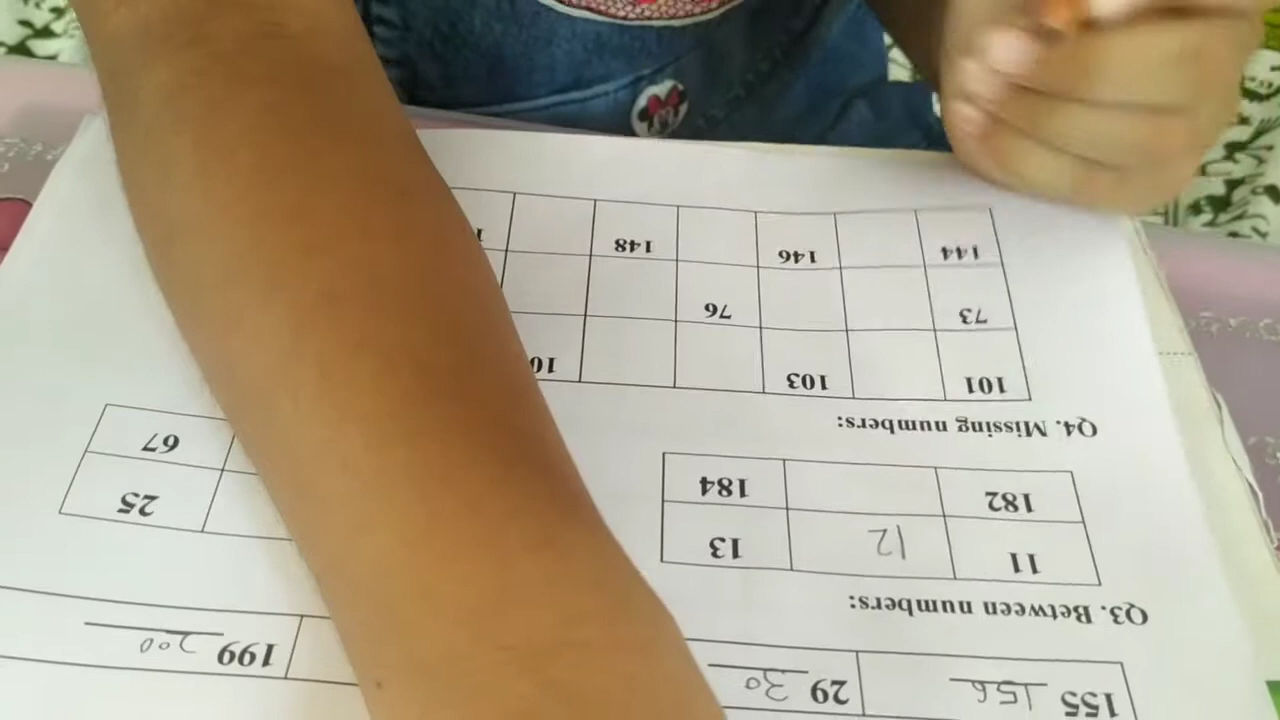 155 156 29 30 199 200
Q3. Between numbers:
11 12 13 25
182 184 67
Q4. Missing numbers:
101 103
73 76
144 146 148